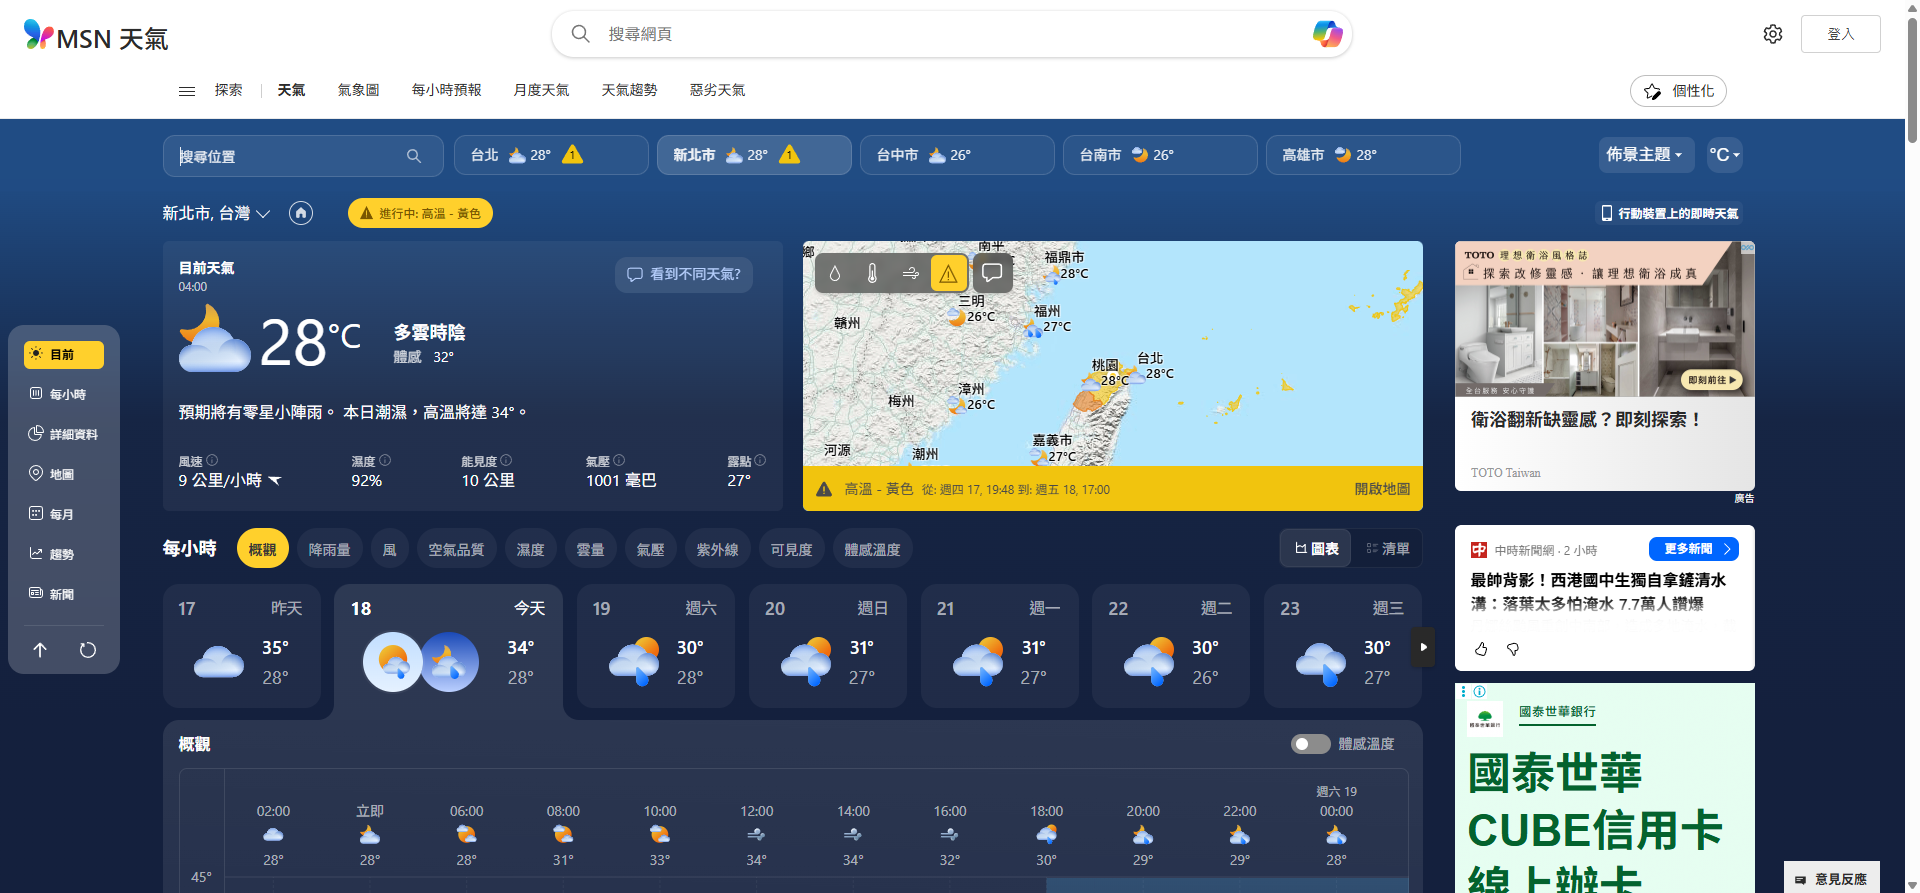 MSN 天氣
搜尋網頁
登入
探索
天氣
氣象圖
每小時預報
月度天氣
天氣趨勢
惡劣天氣
個性化
搜尋位置
台北 28° 1
新北市 28° 1
台中市 26°
台南市 26°
高雄市 28°
佈景主題
°C
新北市, 台灣
進行中: 高溫 - 黃色
行動裝置上的即時天氣
目前
每小時
詳細資料
地圖
每月
趨勢
新聞
目前天氣
04:00
看到不同天氣?
28°C
多雲時陰
體感 32°
預期將有零星小陣雨。 本日潮濕，高溫將達 34°。
風速
9 公里/小時
濕度
92%
能見度
10 公里
氣壓
1001 毫巴
露點
27°
鄉
南平
福鼎市
28°C
三明
26°C
福州
27°C
贛州
桃園
28°C
台北
28°C
漳州
26°C
梅州
嘉義市
27°C
河源
潮州
高溫 - 黃色 從: 週四 17, 19:48 到: 週五 18, 17:00
開啟地圖
TOTO 理想衛浴風格誌
探索改修靈感 · 讓理想衛浴成真
全台服務 安心守護
即刻前往
衛浴翻新缺靈感？即刻探索！
TOTO Taiwan
廣告
每小時
概觀
降雨量
風
空氣品質
濕度
雲量
氣壓
紫外線
可見度
體感溫度
圖表
清單
17 昨天
35°
28°
18 今天
34°
28°
19 週六
30°
28°
20 週日
31°
27°
21 週一
31°
27°
22 週二
30°
26°
23 週三
30°
27°
中時新聞網 · 2 小時
更多新聞
最帥背影！西港國中生獨自拿鏟清水
溝：落葉太多怕淹水 7.7萬人讚爆
概觀
體感溫度
週六 19
02:00 立即 06:00 08:00 10:00 12:00 14:00 16:00 18:00 20:00 22:00 00:00
28° 28° 28° 31° 33° 34° 34° 32° 30° 29° 29° 28°
45°
國泰世華銀行
國泰世華
CUBE信用卡
線上辦卡
意見反應